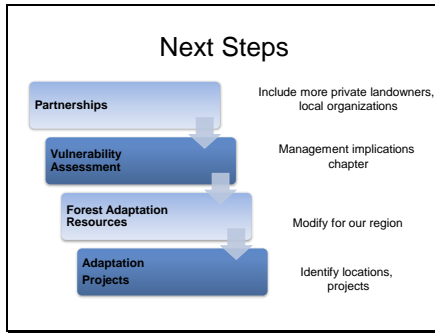 Next Steps
Partnerships
Include more private landowners,
local organizations
Vulnerability
Assessment
Management implications
chapter
Forest Adaptation
Resources
Modify for our region
Adaptation
Projects
Identify locations,
projects